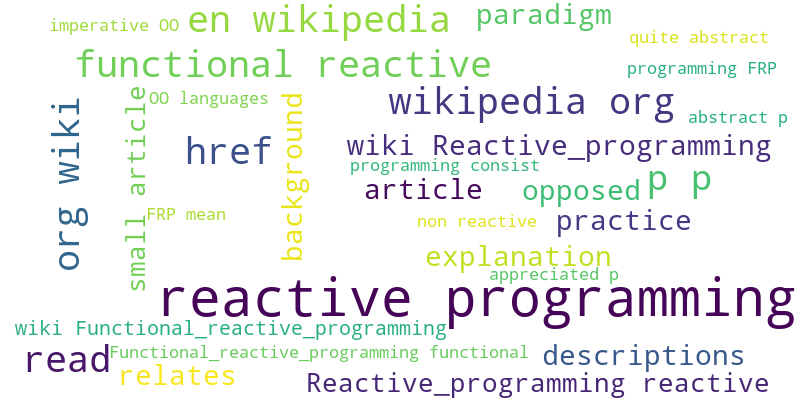 imperative OO
en wikipedia
paradigm
quite abstract
functional reactive
programming FRP
OO languages
org wiki
small article
background
wikipedia org
abstract p
href
wiki Reactive_programming
programming consist
article
opposed
p p
FRP mean
non reactive
practice
explanation
appreciated p
reactive programming
wiki Functional_reactive_programming
read
Functional_reactive_programming functional
descriptions
relates
Reactive_programming reactive